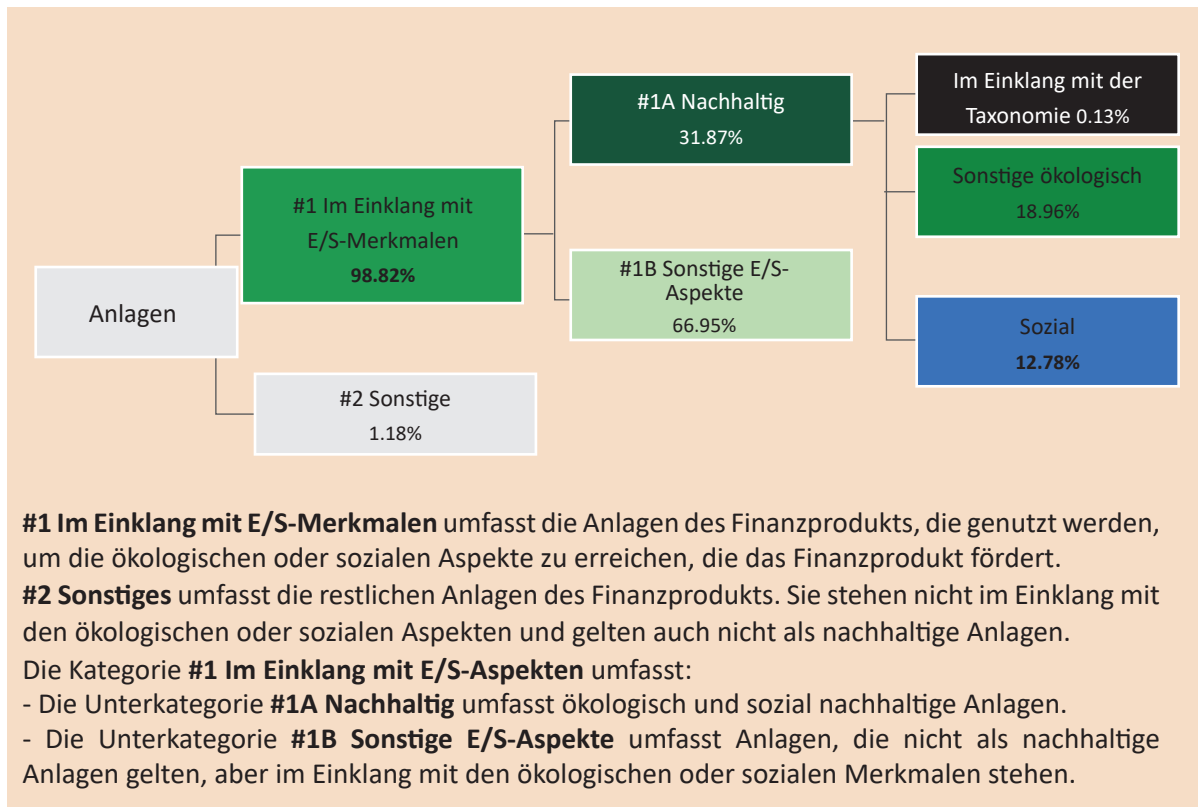 Anlagen
#1 Im Einklang mit
E/S-Merkmalen
98.82%
#2 Sonstige
1.18%
#1A Nachhaltig
31.87%
#1B Sonstige E/S-
Aspekte
66.95%
Im Einklang mit der
Taxonomie 0.13%
Sonstige ökologisch
18.96%
Sozial
12.78%
#1 Im Einklang mit E/S-Merkmalen umfasst die Anlagen des Finanzprodukts, die genutzt werden,
um die ökologischen oder sozialen Aspekte zu erreichen, die das Finanzprodukt fördert.
#2 Sonstiges umfasst die restlichen Anlagen des Finanzprodukts. Sie stehen nicht im Einklang mit
den ökologischen oder sozialen Aspekten und gelten auch nicht als nachhaltige Anlagen.
Die Kategorie #1 Im Einklang mit E/S-Aspekten umfasst:
- Die Unterkategorie #1A Nachhaltig umfasst ökologisch und sozial nachhaltige Anlagen.
- Die Unterkategorie #1B Sonstige E/S-Aspekte umfasst Anlagen, die nicht als nachhaltige
Anlagen gelten, aber im Einklang mit den ökologischen oder sozialen Merkmalen stehen.